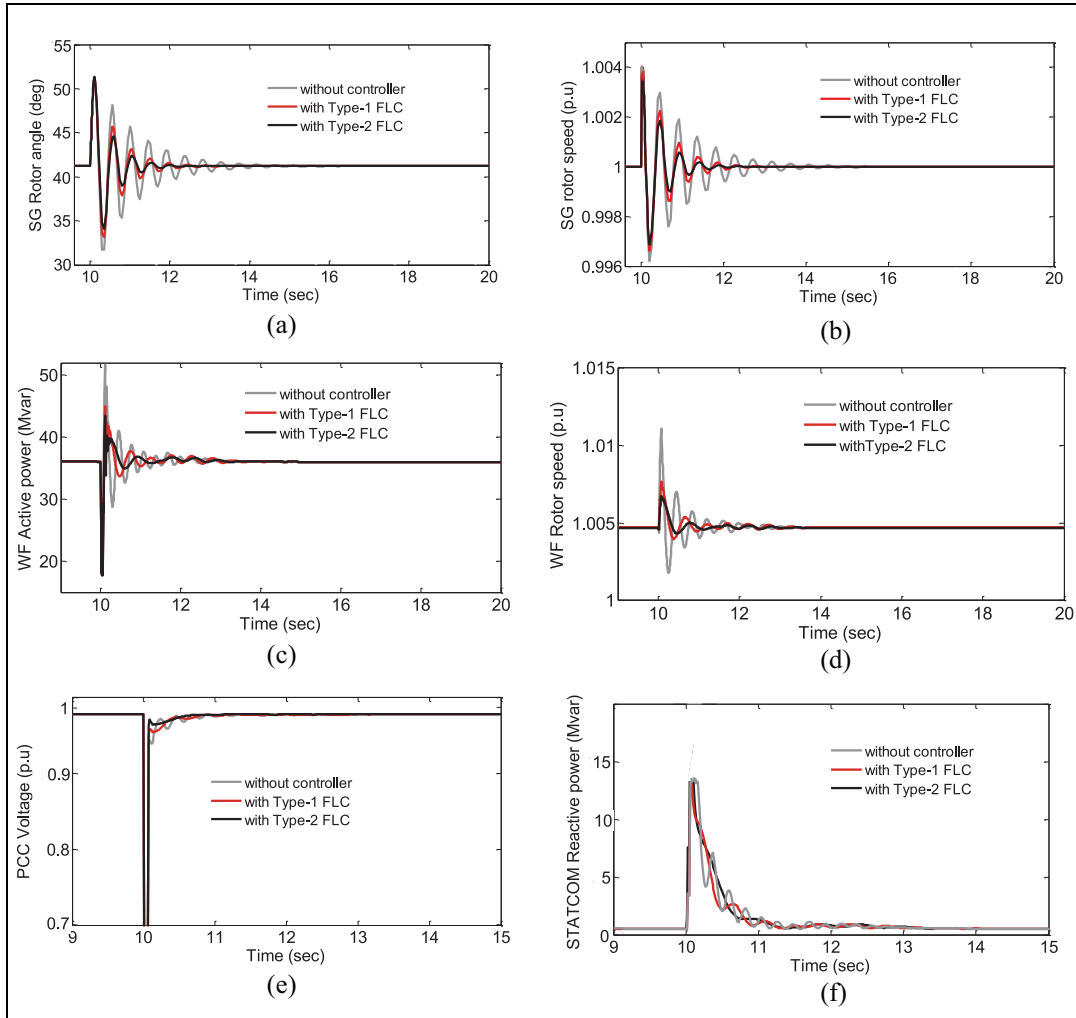 55
50
45
40
35
30
SG Rotor angle (deg)
without controller
with Type-1 FLC
with Type-2 FLC
10 12 14 16 18 20
Time (sec)
(a)
1.004
1.002
1
0.998
0.996
SG rotor speed (p.u)
without controller
with Type-1 FLC
with Type-2 FLC
10 12 14 16 18 20
Time (sec)
(b)
50
40
30
20
WF Active power (Mvar)
without controller
with Type-1 FLC
with Type-2 FLC
10 12 14 16 18 20
Time (sec)
(c)
1.015
1.01
1.005
1
WF Rotor speed (p.u)
without controller
with Type-1 FLC
withType-2 FLC
10 12 14 16 18 20
Time (sec)
(d)
1
0.9
0.8
0.7
PCC Voltage (p.u)
without controller
with Type-1 FLC
with Type-2 FLC
9 10 11 12 13 14 15
Time (sec)
(e)
15
10
5
0
STATCOM Reactive power (Mvar)
without controller
with Type-1 FLC
with Type-2 FLC
9 10 11 12 13 14 15
Time (sec)
(f)